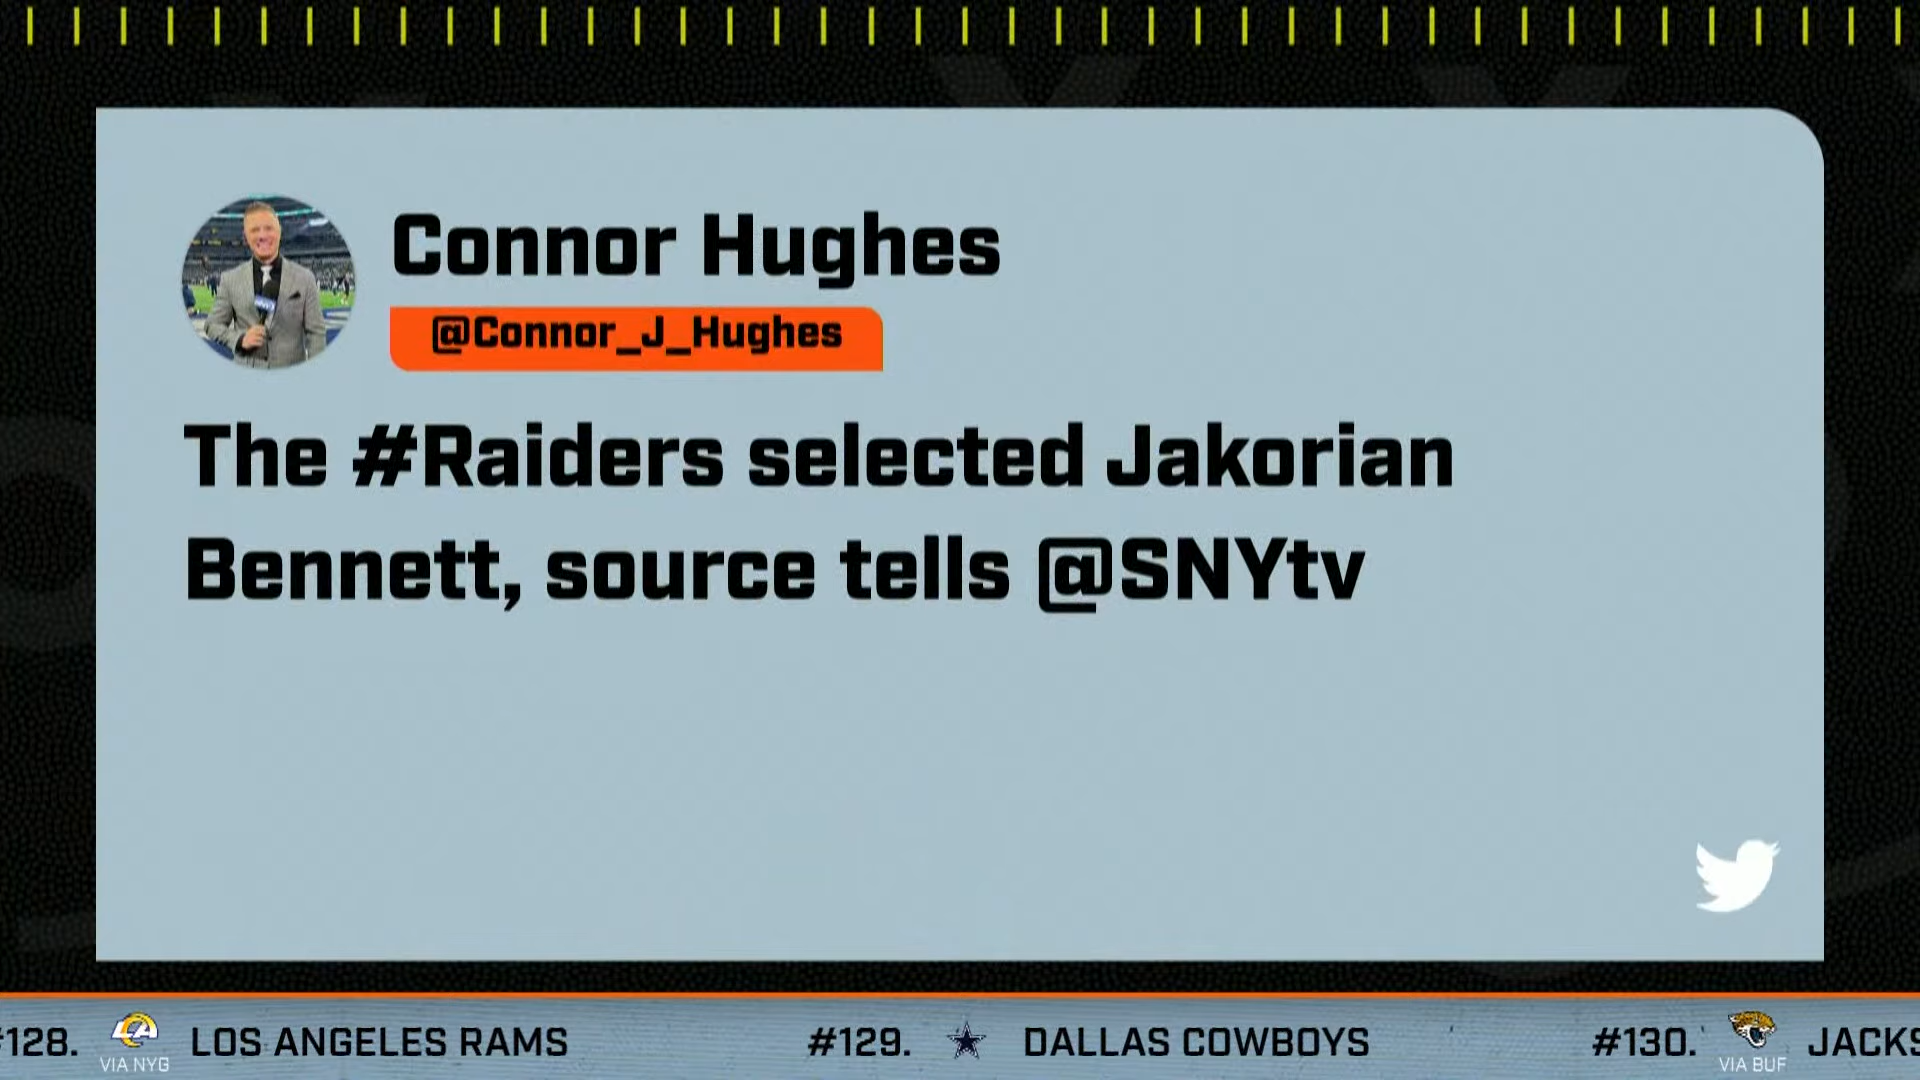 Connor Hughes
@Connor_J_Hughes
The #Raiders selected Jakorian
Bennett, source tells @SNYtv
#128. VIA NYG LOS ANGELES RAMS #129. DALLAS COWBOYS #130. VIA BUF JACKS